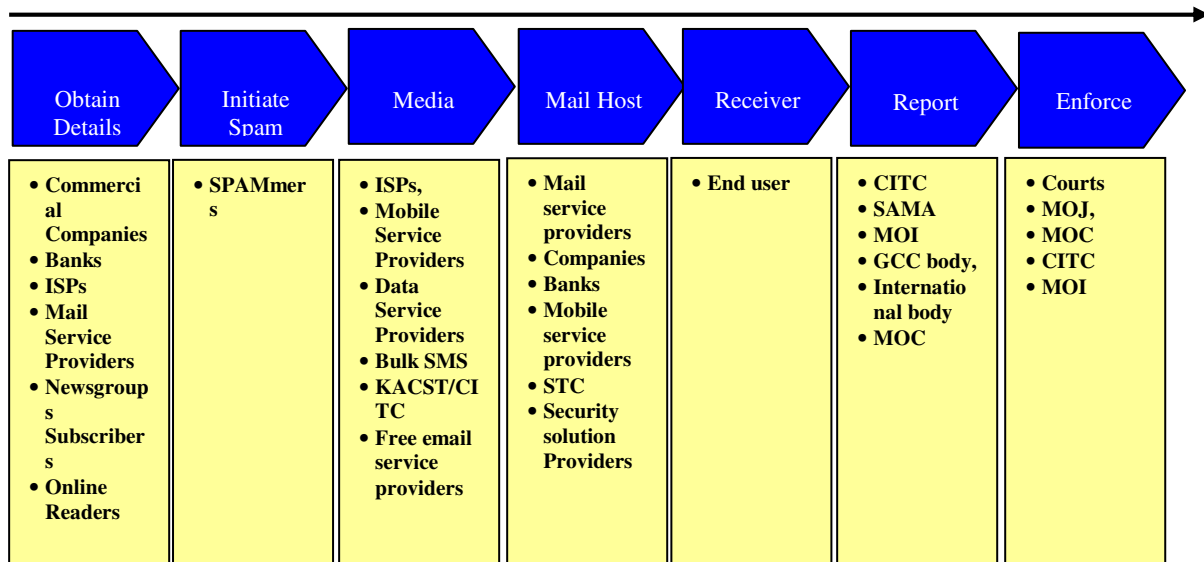 Obtain
Details
Initiate
Spam
Media
Mail Host
Receiver
Report
Enforce
• Commerci
al
Companies
• Banks
• ISPs
• Mail
Service
Providers
• Newsgroup
s
Subscriber
s
• Online
Readers
• SPAMmer
s
• ISPs,
• Mobile
Service
Providers
• Data
Service
Providers
• Bulk SMS
• KACST/CI
TC
• Free email
service
providers
• Mail
service
providers
• Companies
• Banks
• Mobile
service
providers
• STC
• Security
solution
Providers
• End user
• CITC
• SAMA
• MOI
• GCC body,
• Internatio
nal body
• MOC
• Courts
• MOJ,
• MOC
• CITC
• MOI